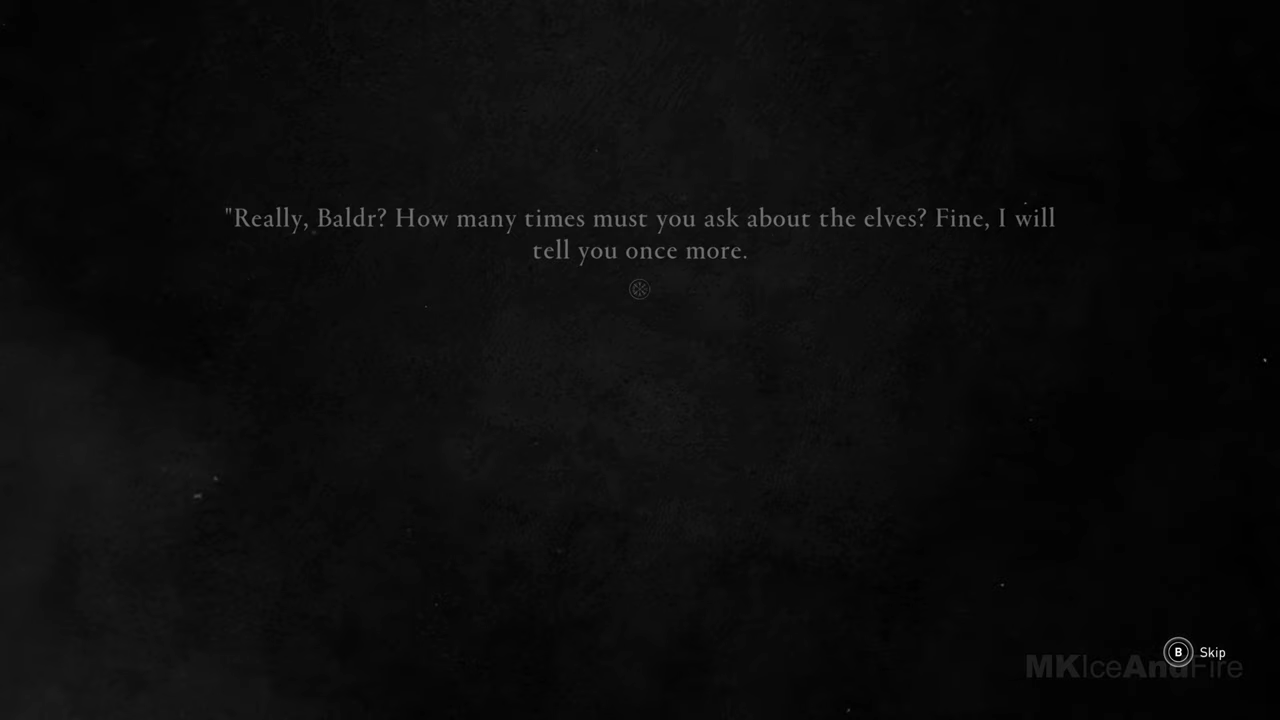 "Really, Baldr? How many times must you ask about the elves? Fine, I will
tell you once more.
B Skip
MKIceAndFire